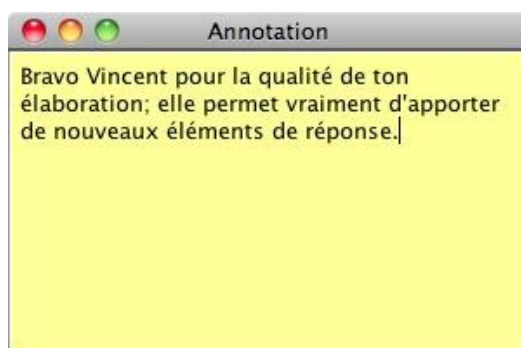 Annotation
Bravo Vincent pour la qualité de ton
élaboration; elle permet vraiment d'apporter
de nouveaux éléments de réponse.